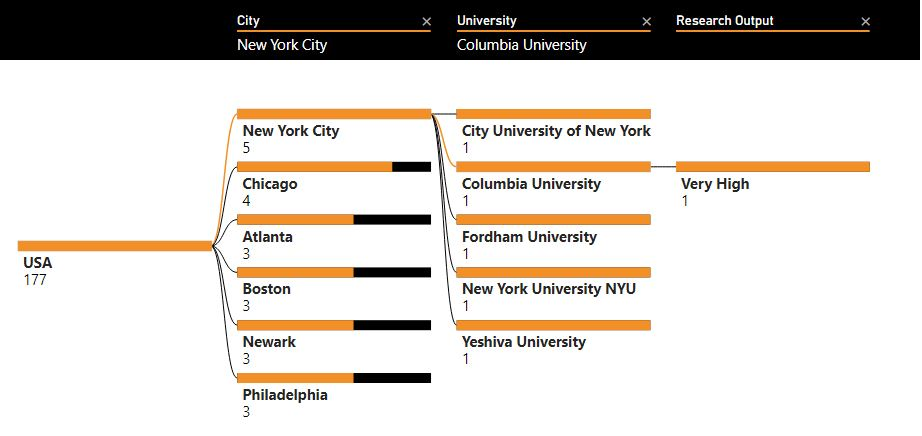 City × University × Research Output ×
New York City Columbia University
New York City
5
Chicago
4
Atlanta
3
Boston
3
Newark
3
Philadelphia
3
USA
177
City University of New York
1
Columbia University
1
Fordham University
1
New York University NYU
1
Yeshiva University
1
Very High
1